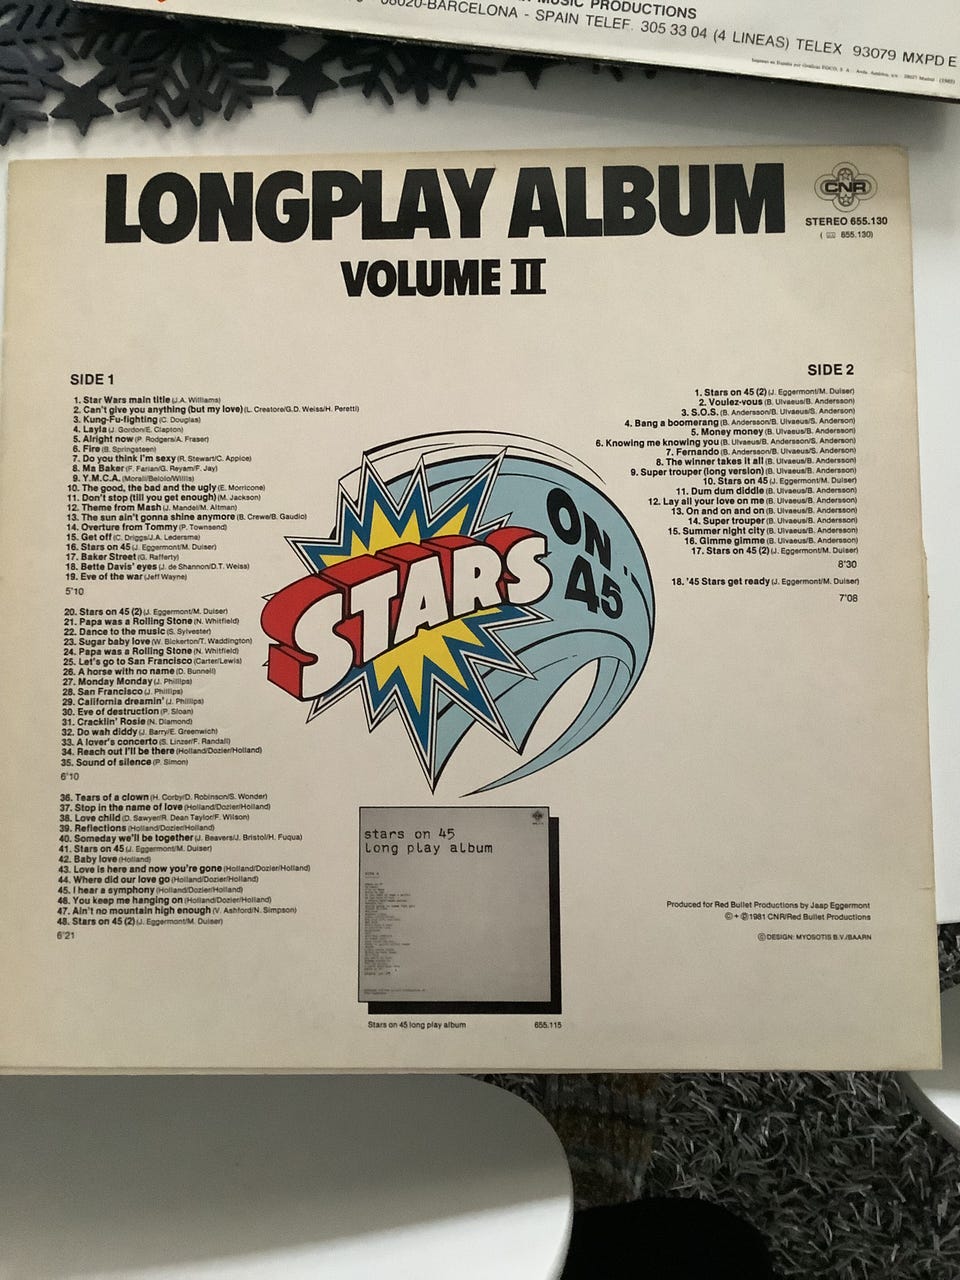 MUSIC PRODUCTIONS
08020-BARCELONA - SPAIN TELEF. 305 33 04 (4 LINEAS) TELEX 93079 MXPD E
LONGPLAY ALBUM
VOLUME II
CNR
STEREO 655.130
655.130)
SIDE 1
1. Star Wars main title (J.A. Williams)
2. Can't give you anything (but my love) (L. Creatore/G.D. Weiss/H. Peretti)
3. Kung-Fu-fighting (C. Douglas)
4. Layla (J. Gordon/E. Clapton)
5. Alright now (P. Rodgers/A. Fraser)
6. Fire (B. Springsteen)
7. Do you think I'm sexy (R. Stewart/C. Appice)
8. Ma Baker (F. Farian/G. Reyam/F. Jay)
9. Y.M.C.A. (Morali/Belolo/Willis)
10. The good, the bad and the ugly (E. Morricone)
11. Don't stop (till you get enough) (M. Jackson)
12. Theme from Mash (J. Mandel/M. Altman)
13. The sun ain't gonna shine anymore (B. Crewe/B. Gaudio)
14. Overture from Tommy (P. Townsend)
15. Get off (C. Driggs/J.A. Ledersma)
16. Stars on 45 (J. Eggermont/M. Duiser)
17. Baker Street (G. Rafferty)
18. Bette Davis' eyes (J. de Shannon/D.T. Weiss)
19. Eve of the war (Jeff Wayne)
5'10
20. Stars on 45 (2) (J. Eggermont/M. Duiser)
21. Papa was a Rolling Stone (N. Whitfield)
22. Dance to the music (S. Sylvester)
23. Sugar baby love (W. Bickerton/T. Waddington)
24. Papa was a Rolling Stone (N. Whitfield)
25. Let's go to San Francisco (Carter/Lewis)
26. A horse with no name (D. Bunnell)
27. Monday Monday (J. Phillips)
28. San Francisco (J. Phillips)
29. California dreamin' (J. Phillips)
30. Eve of destruction (P. Sloan)
31. Cracklin' Rosie (N. Diamond)
32. Do wah diddy (J. Barry/E. Greenwich)
33. A lover's concerto (S. Linzer/F. Randall)
34. Reach out I'll be there (Holland/Dozier/Holland)
35. Sound of silence (P. Simon)
6'10
36. Tears of a clown (H. Corby/D. Robinson/S. Wonder)
37. Stop in the name of love (Holland/Dozier/Holland)
38. Love child (D. Sawyer/R. Dean Taylor/F. Wilson)
39. Reflections (Holland/Dozier/Holland)
40. Someday we'll be together (J. Beavers/J. Bristol/H. Fuqua)
41. Stars on 45 (J. Eggermont/M. Duiser)
42. Baby love (Holland)
43. Love is here and now you're gone (Holland/Dozier/Holland)
44. Where did our love go (Holland/Dozier/Holland)
45. I hear a symphony (Holland/Dozier/Holland)
46. You keep me hanging on (Holland/Dozier/Holland)
47. Ain't no mountain high enough (V. Ashford/N. Simpson)
48. Stars on 45 (2) (J. Eggermont/M. Duiser)
6'21
SIDE 2
1. Stars on 45 (2) (J. Eggermont/M. Duiser)
2. Voulez-vous (B. Ulvaeus/B. Andersson)
3. S.O.S. (B. Andersson/B. Ulvaeus/S. Anderson)
4. Bang a boomerang (B. Andersson/B. Ulvaeus/S. Anderson)
5. Money money (B. Ulvaeus/B. Andersson)
6. Knowing me knowing you (B. Ulvaeus/B. Andersson/S. Anderson)
7. Fernando (B. Andersson/B. Ulvaeus/S. Anderson)
8. The winner takes it all (B. Ulvaeus/B. Andersson)
9. Super trouper (long version) (B. Ulvaeus/B. Andersson)
10. Stars on 45 (J. Eggermont/M. Duiser)
11. Dum dum diddle (B. Ulvaeus/B. Andersson)
12. Lay all your love on me (B. Ulvaeus/B. Andersson)
13. On and on and on (B. Ulvaeus/B. Andersson)
14. Super trouper (B. Ulvaeus/B. Andersson)
15. Summer night city (B. Ulvaeus/B. Andersson)
16. Gimme gimme (B. Ulvaeus/B. Andersson)
17. Stars on 45 (2) (J. Eggermont/M. Duiser)
8'30
18. '45 Stars get ready (J. Eggermont/M. Duiser)
7'08
STARS
ON
45
stars on 45
long play album
Stars on 45 long play album 655.115
Produced for Red Bullet Productions by Jaap Eggermont
© + ℗ 1981 CNR/Red Bullet Productions
© DESIGN: MYOSOTIS B.V./BAARN